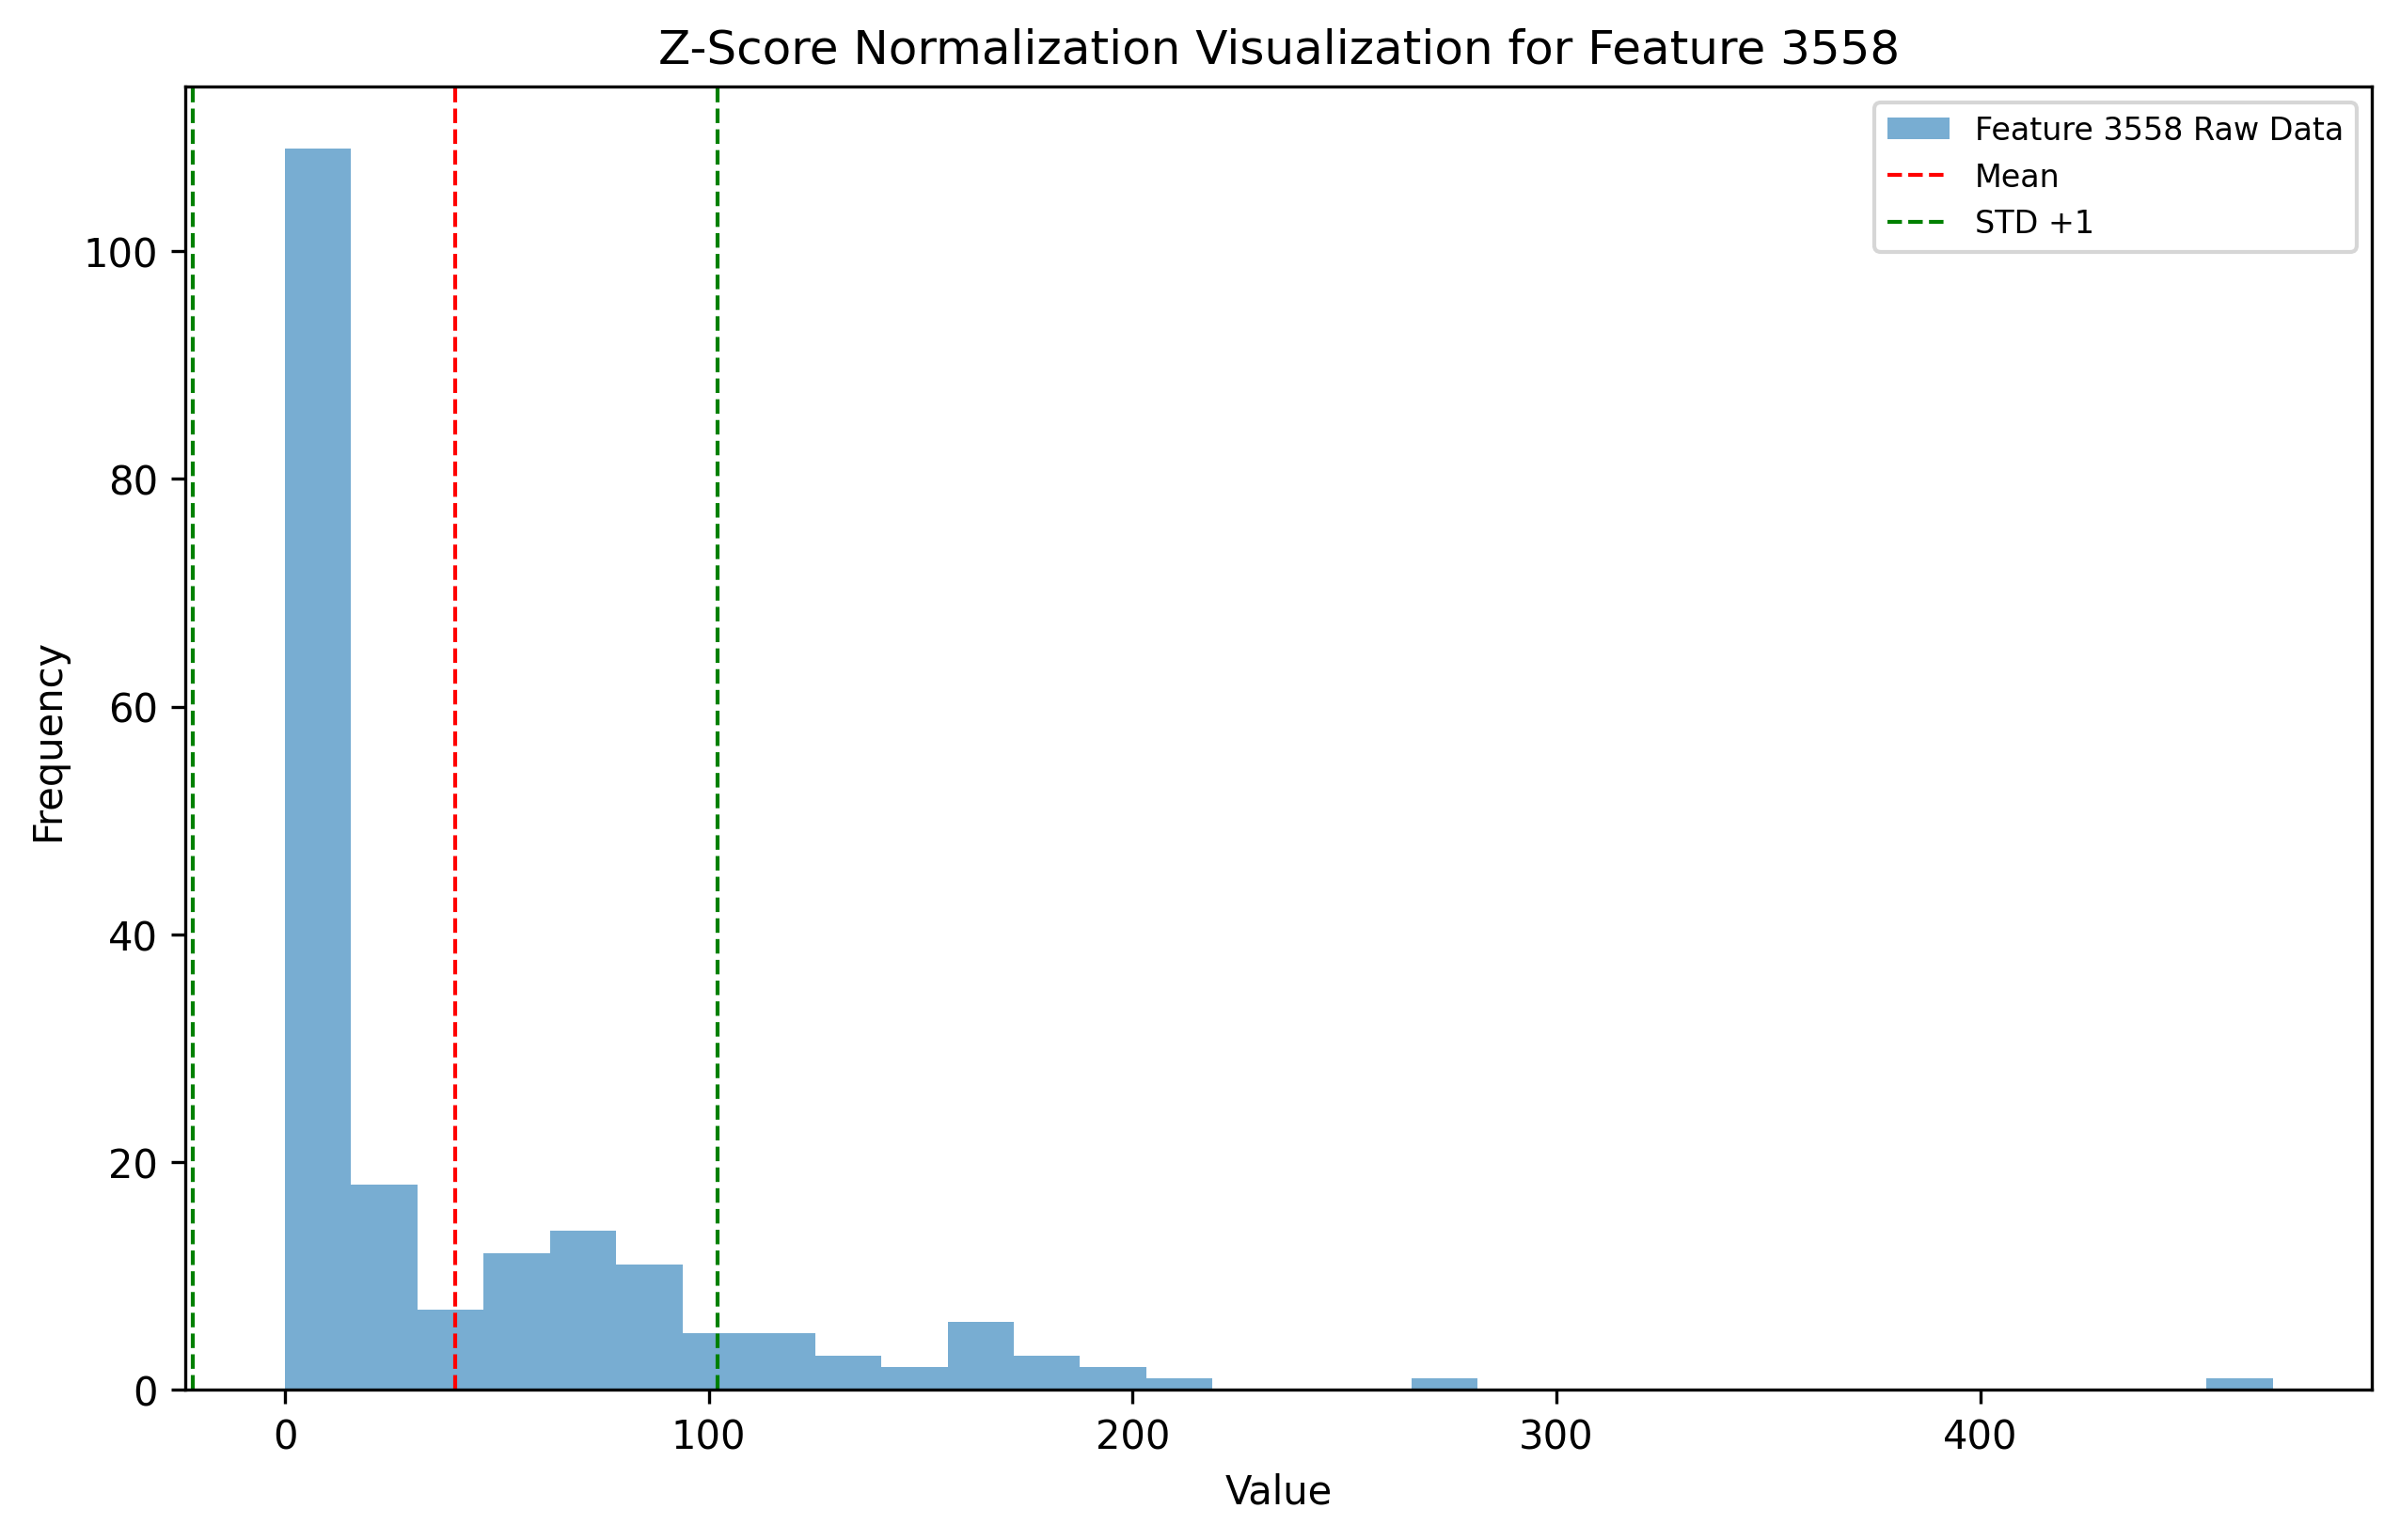 Z-Score Normalization Visualization for Feature 3558
Feature 3558 Raw Data
Mean
STD +1
100
80
60
40
20
0
Frequency
0 100 200 300 400
Value